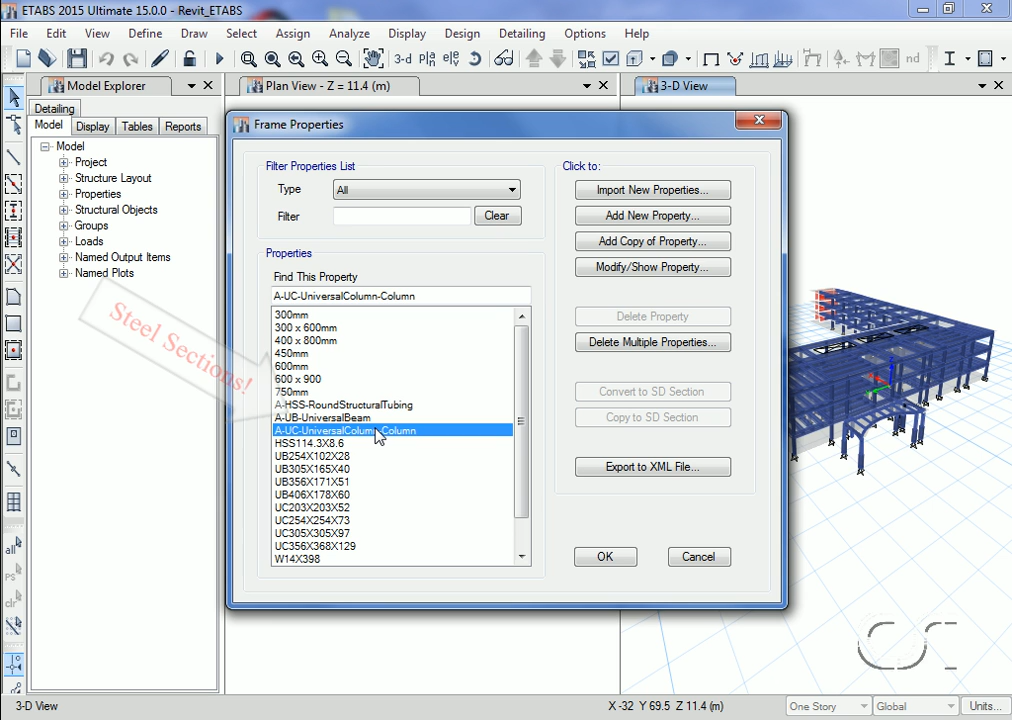 ETABS 2015 Ultimate 15.0.0 - Revit_ETABS
File Edit View Define Draw Select Assign Analyze Display Design Detailing Options Help
3-d pla ele nd
Model Explorer
Plan View - Z = 11.4 (m)
3-D View
Detailing
Model Display Tables Reports
Model
Project
Structure Layout
Properties
Structural Objects
Groups
Loads
Named Output Items
Named Plots
all
ps
clr
Steel Sections!
Frame Properties
Filter Properties List
Type All
Filter Clear
Properties
Find This Property
A-UC-UniversalColumn-Column
300mm
300 x 600mm
400 x 800mm
450mm
600mm
600 x 900
750mm
A-HSS-RoundStructuralTubing
A-UB-UniversalBeam
A-UC-UniversalColumn-Column
HSS114.3X8.6
UB254X102X28
UB305X165X40
UB356X171X51
UB406X178X60
UC203X203X52
UC254X254X73
UC305X305X97
UC356X368X129
W14X398
Click to:
Import New Properties...
Add New Property...
Add Copy of Property...
Modify/Show Property...
Delete Property
Delete Multiple Properties...
Convert to SD Section
Copy to SD Section
Export to XML File...
OK Cancel
CSI
3-D View X -32 Y 69.5 Z 11.4 (m) One Story Global Units...